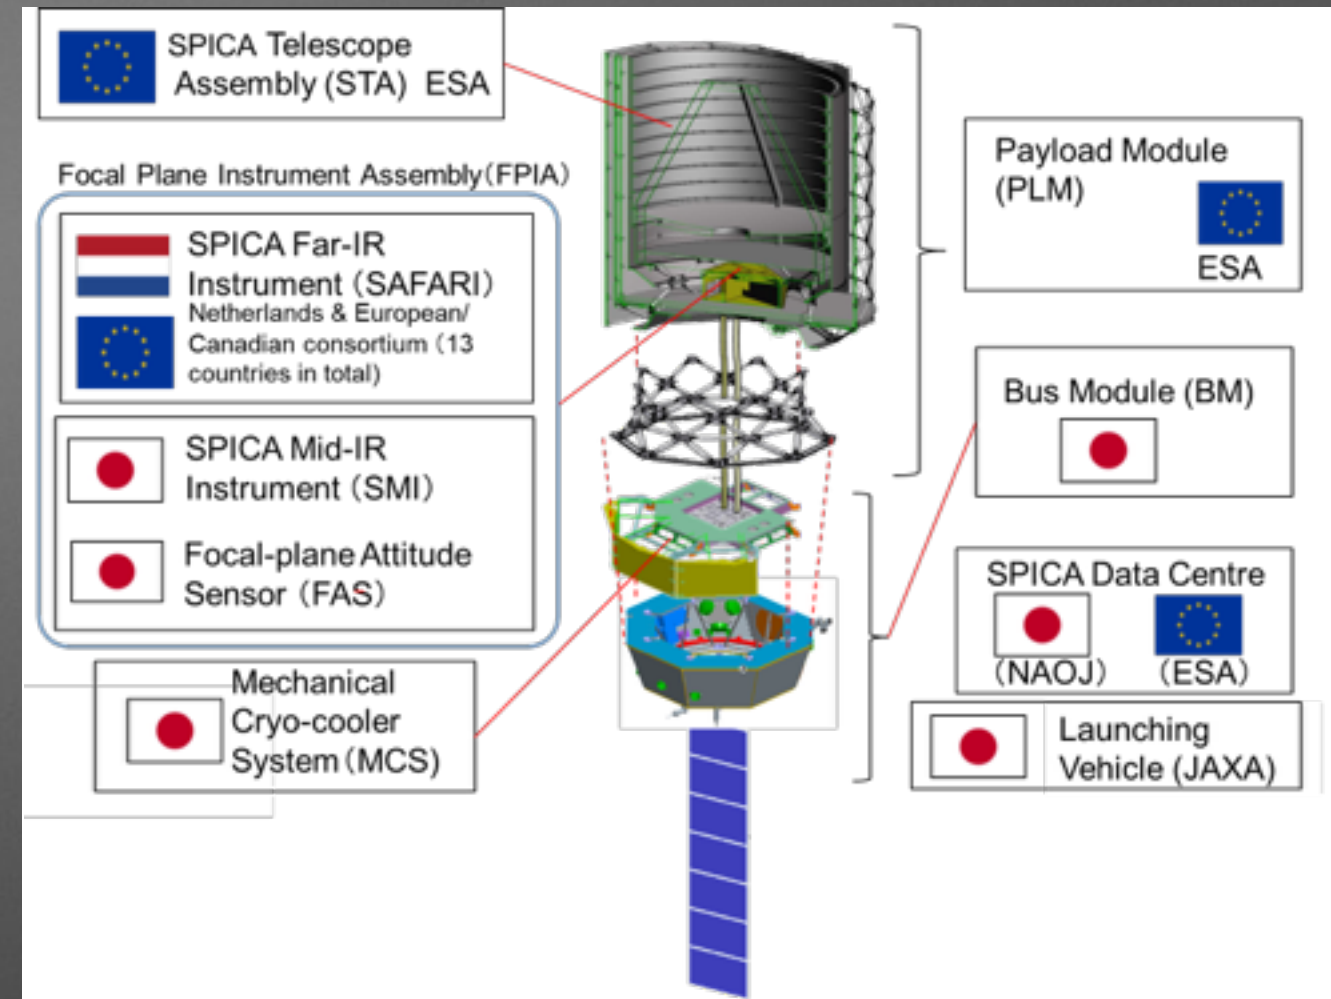 SPICA Telescope
Assembly (STA) ESA
Focal Plane Instrument Assembly(FPIA)
SPICA Far-IR
Instrument (SAFARI)
Netherlands & European/
Canadian consortium (13
countries in total)
SPICA Mid-IR
Instrument (SMI)
Focal-plane Attitude
Sensor (FAS)
Mechanical
Cryo-cooler
System (MCS)
Payload Module
(PLM)
ESA
Bus Module (BM)
SPICA Data Centre
(NAOJ) (ESA)
Launching
Vehicle (JAXA)